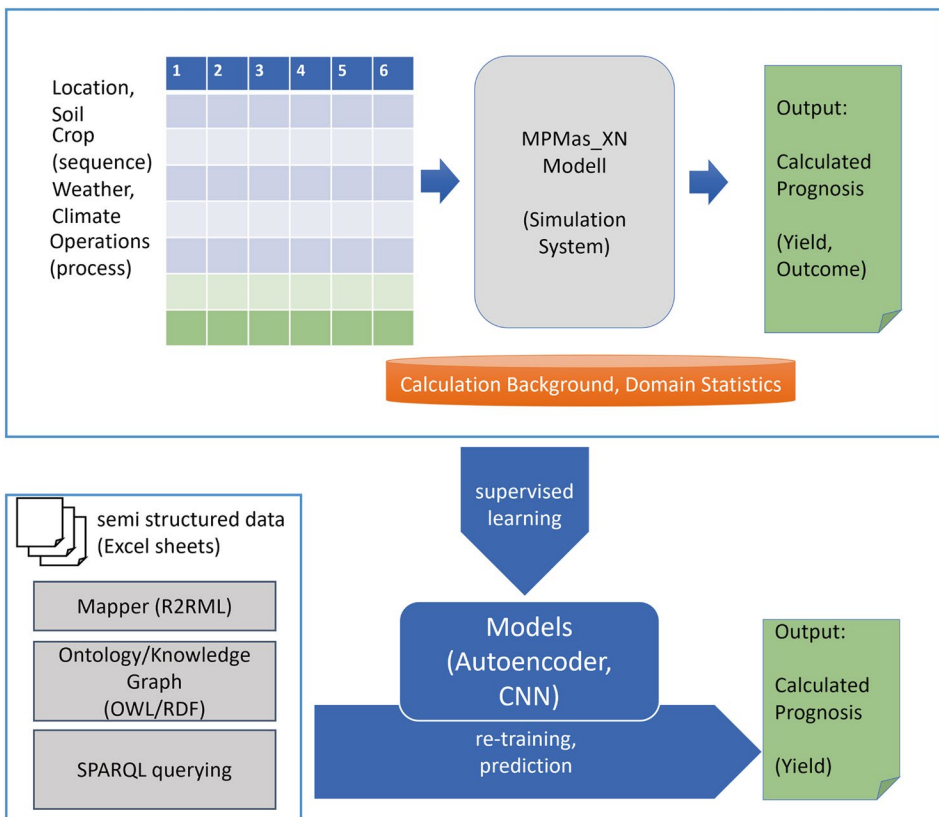 Location,
Soil
Crop
(sequence)
Weather,
Climate
Operations
(process)
1 2 3 4 5 6
MPMas_XN
Modell
(Simulation
System)
Output:
Calculated
Prognosis
(Yield,
Outcome)
Calculation Background, Domain Statistics
supervised
learning
semi structured data
(Excel sheets)
Mapper (R2RML)
Ontology/Knowledge
Graph
(OWL/RDF)
SPARQL querying
Models
(Autoencoder,
CNN)
re-training,
prediction
Output:
Calculated
Prognosis
(Yield)